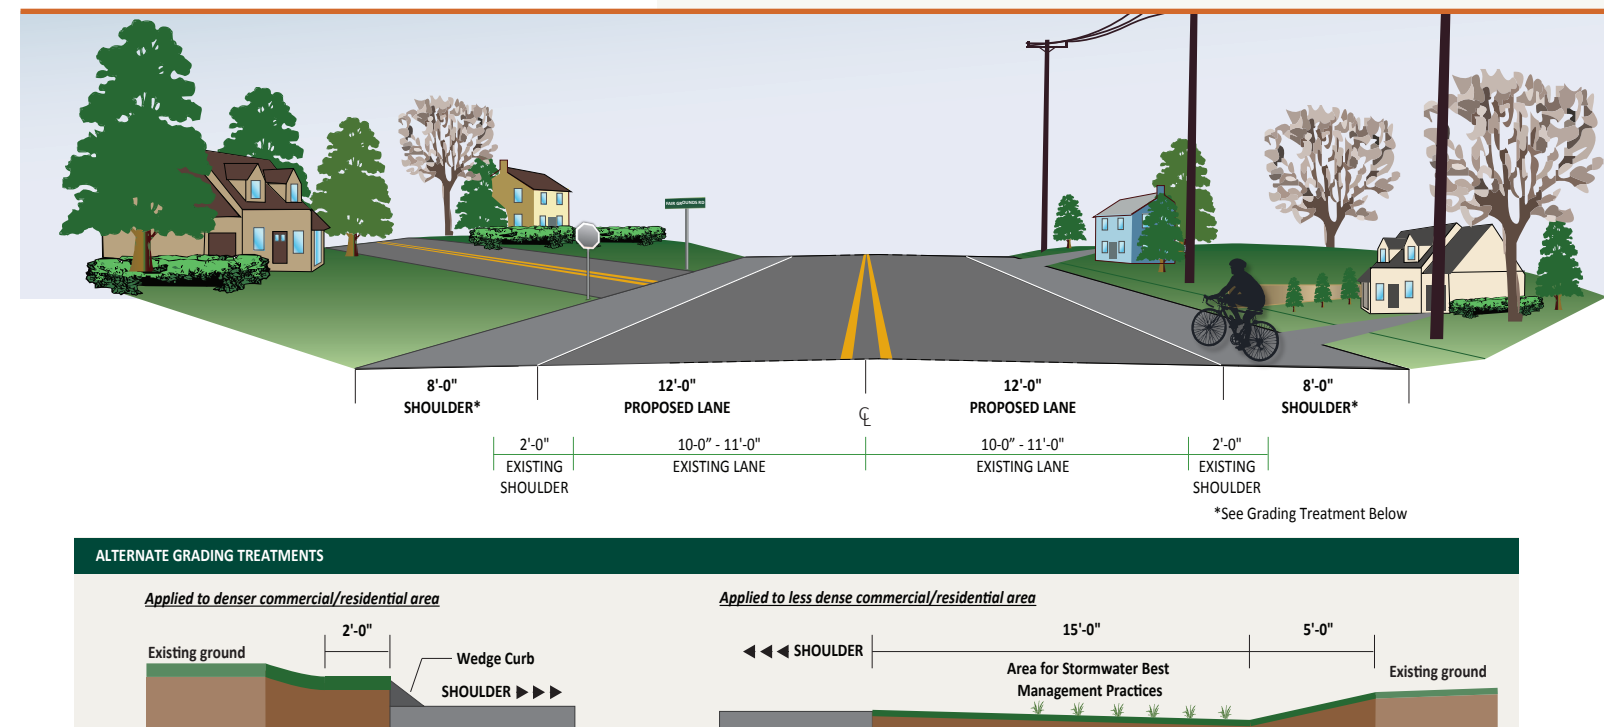 FAIR GROUNDS RD
8'-0"
SHOULDER*
12'-0"
PROPOSED LANE
℄
12'-0"
PROPOSED LANE
8'-0"
SHOULDER*
2'-0"
EXISTING
SHOULDER
10-0” - 11'-0"
EXISTING LANE
10-0” - 11'-0"
EXISTING LANE
2'-0"
EXISTING
SHOULDER
*See Grading Treatment Below
ALTERNATE GRADING TREATMENTS
Applied to denser commercial/residential area
2'-0"
Existing ground
Wedge Curb
SHOULDER ▶ ▶ ▶
Applied to less dense commercial/residential area
15'-0"
5'-0"
◀ ◀ ◀ SHOULDER
Area for Stormwater Best
Management Practices
Existing ground